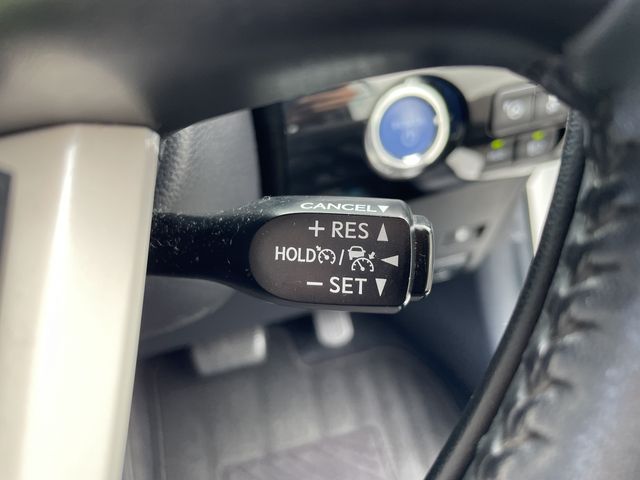 CANCEL▼
+ RES ▲
HOLD / ◀
− SET ▼